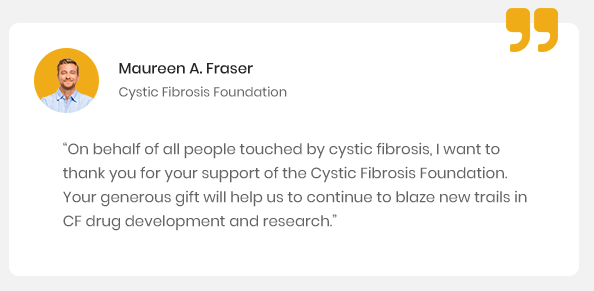 Maureen A. Fraser
Cystic Fibrosis Foundation
“On behalf of all people touched by cystic fibrosis, I want to
thank you for your support of the Cystic Fibrosis Foundation.
Your generous gift will help us to continue to blaze new trails in
CF drug development and research.”